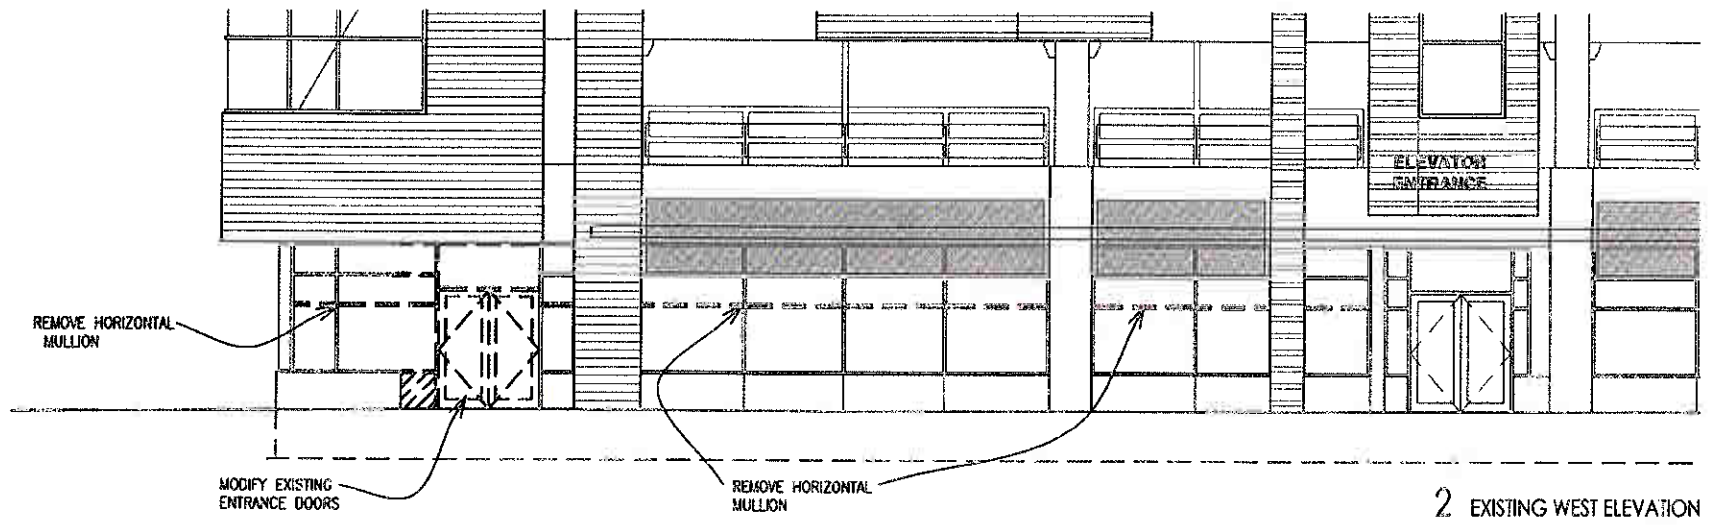 ELEVATOR
ENTRANCE
REMOVE HORIZONTAL
MULLION
MODIFY EXISTING
ENTRANCE DOORS
REMOVE HORIZONTAL
MULLION
2 EXISTING WEST ELEVATION